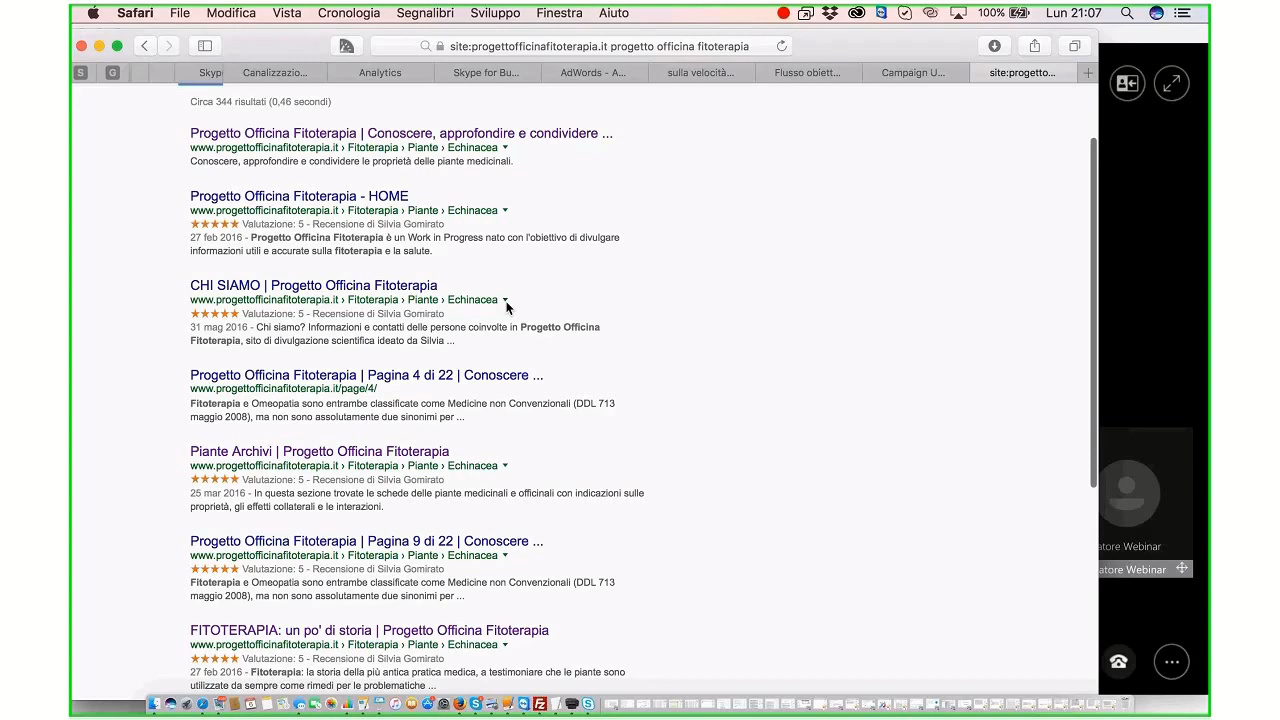 Safari File Modifica Vista Cronologia Segnalibri Sviluppo Finestra Aiuto 100% Lun 21:07
site:progettofficinafitoterapia.it progetto officina fitoterapia
S G Skyp Canalizzazio... Analytics Skype for Bu... AdWords - A... sulla velocità... Flusso obiett... Campaign U... site:progetto... +
Circa 344 risultati (0,46 secondi)
Progetto Officina Fitoterapia | Conoscere, approfondire e condividere ...
www.progettofficinafitoterapia.it › Fitoterapia › Piante › Echinacea
Conoscere, approfondire e condividere le proprietà delle piante medicinali.
Progetto Officina Fitoterapia - HOME
www.progettofficinafitoterapia.it › Fitoterapia › Piante › Echinacea
★★★★★ Valutazione: 5 - Recensione di Silvia Gomirato
27 feb 2016 - Progetto Officina Fitoterapia è un Work in Progress nato con l'obiettivo di divulgare
informazioni utili e accurate sulla fitoterapia e la salute.
CHI SIAMO | Progetto Officina Fitoterapia
www.progettofficinafitoterapia.it › Fitoterapia › Piante › Echinacea
★★★★★ Valutazione: 5 - Recensione di Silvia Gomirato
31 mag 2016 - Chi siamo? Informazioni e contatti delle persone coinvolte in Progetto Officina
Fitoterapia, sito di divulgazione scientifica ideato da Silvia ...
Progetto Officina Fitoterapia | Pagina 4 di 22 | Conoscere ...
www.progettofficinafitoterapia.it/page/4/
Fitoterapia e Omeopatia sono entrambe classificate come Medicine non Convenzionali (DDL 713
maggio 2008), ma non sono assolutamente due sinonimi per ...
Piante Archivi | Progetto Officina Fitoterapia
www.progettofficinafitoterapia.it › Fitoterapia › Piante › Echinacea
★★★★★ Valutazione: 5 - Recensione di Silvia Gomirato
25 mar 2016 - In questa sezione trovate le schede delle piante medicinali e officinali con indicazioni sulle
proprietà, gli effetti collaterali e le interazioni.
Progetto Officina Fitoterapia | Pagina 9 di 22 | Conoscere ...
www.progettofficinafitoterapia.it › Fitoterapia › Piante › Echinacea
★★★★★ Valutazione: 5 - Recensione di Silvia Gomirato
Fitoterapia e Omeopatia sono entrambe classificate come Medicine non Convenzionali (DDL 713
maggio 2008), ma non sono assolutamente due sinonimi per ...
FITOTERAPIA: un po' di storia | Progetto Officina Fitoterapia
www.progettofficinafitoterapia.it › Fitoterapia › Piante › Echinacea
★★★★★ Valutazione: 5 - Recensione di Silvia Gomirato
27 feb 2016 - Fitoterapia: la storia della più antica pratica medica, a testimoniare che le piante sono
utilizzate da sempre come rimedi per le problematiche ...
atore Webinar
atore Webinar